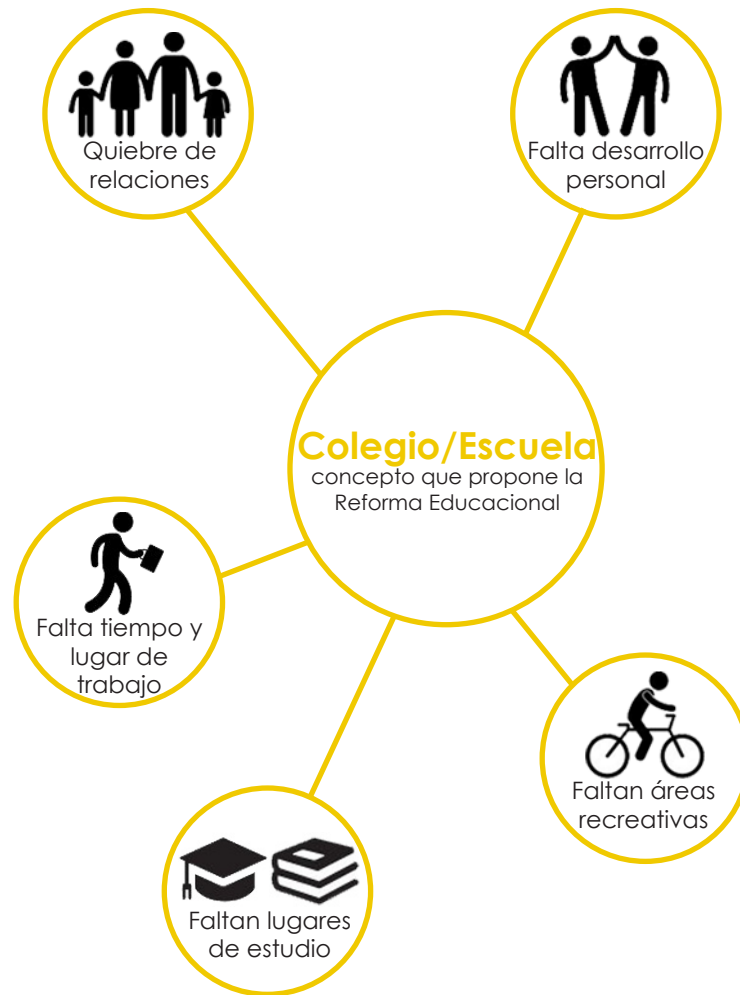 Quiebre de
relaciones
Falta desarrollo
personal
Colegio/Escuela
concepto que propone la
Reforma Educacional
Falta tiempo y
lugar de
trabajo
Faltan áreas
recreativas
Faltan lugares
de estudio